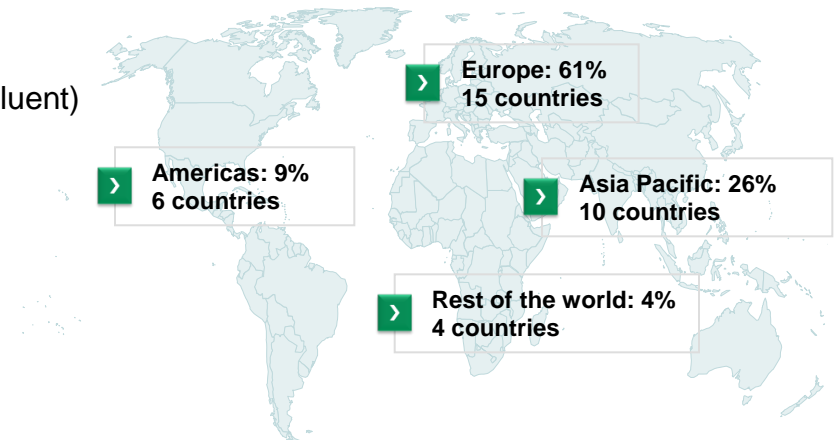 Europe: 61%
15 countries
luent)
Americas: 9%
6 countries
Asia Pacific: 26%
10 countries
Rest of the world: 4%
4 countries